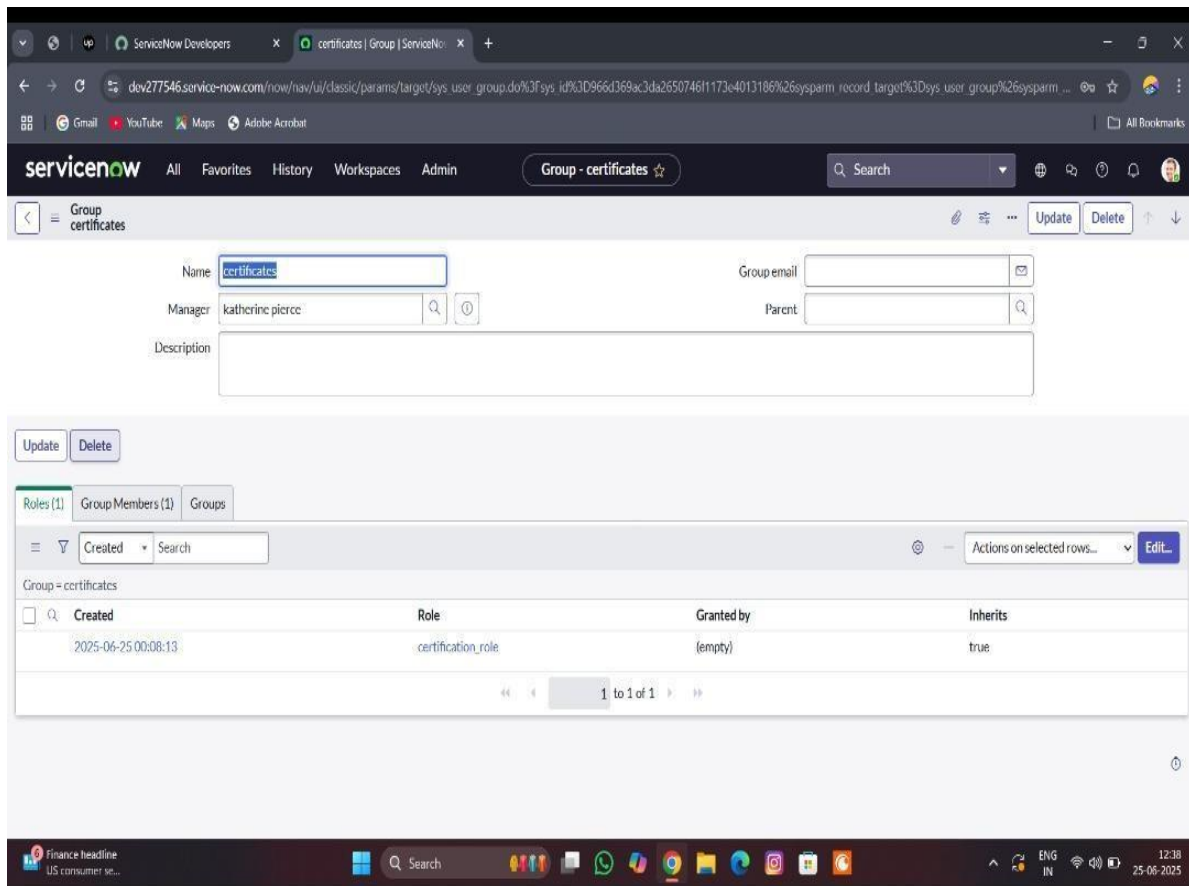 up ServiceNow Developers certificates | Group | ServiceNo
dev277546.service-now.com/now/nav/ui/classic/params/target/sys_user_group.do%3Fsys_id%3D966d369ac3da2650746f1173e4013186%26sysparm_record_target%3Dsys_user_group%26sysparm_...
Gmail YouTube Maps Adobe Acrobat All Bookmarks
servicenow All Favorites History Workspaces Admin Group - certificates Search
Group
certificates
Update Delete
Name certificates Group email
Manager katherine pierce Parent
Description
Update Delete
Roles (1) Group Members (1) Groups
Created Search Actions on selected rows... Edit...
Group = certificates
Created Role Granted by Inherits
2025-06-25 00:08:13 certification_role (empty) true
1 to 1 of 1
6 Finance headline
US consumer se...
Search
ENG
IN
12:38
25-06-2025